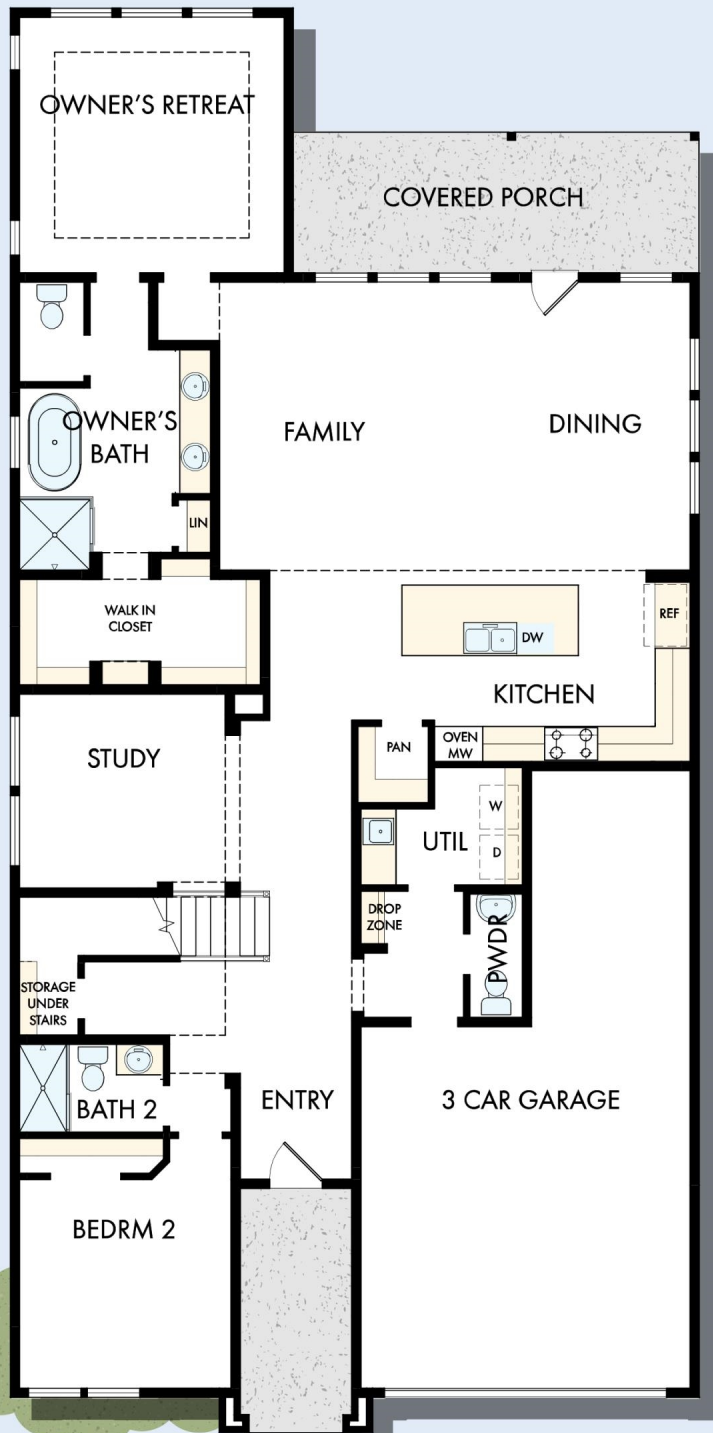 OWNER'S RETREAT
COVERED PORCH
OWNER'S
BATH
FAMILY
DINING
LIN
WALK IN
CLOSET
REF
DW
KITCHEN
STUDY
PAN
OVEN
MW
W
UTIL
D
DROP
ZONE
PWDR
STORAGE
UNDER
STAIRS
BATH 2
ENTRY
3 CAR GARAGE
BEDRM 2